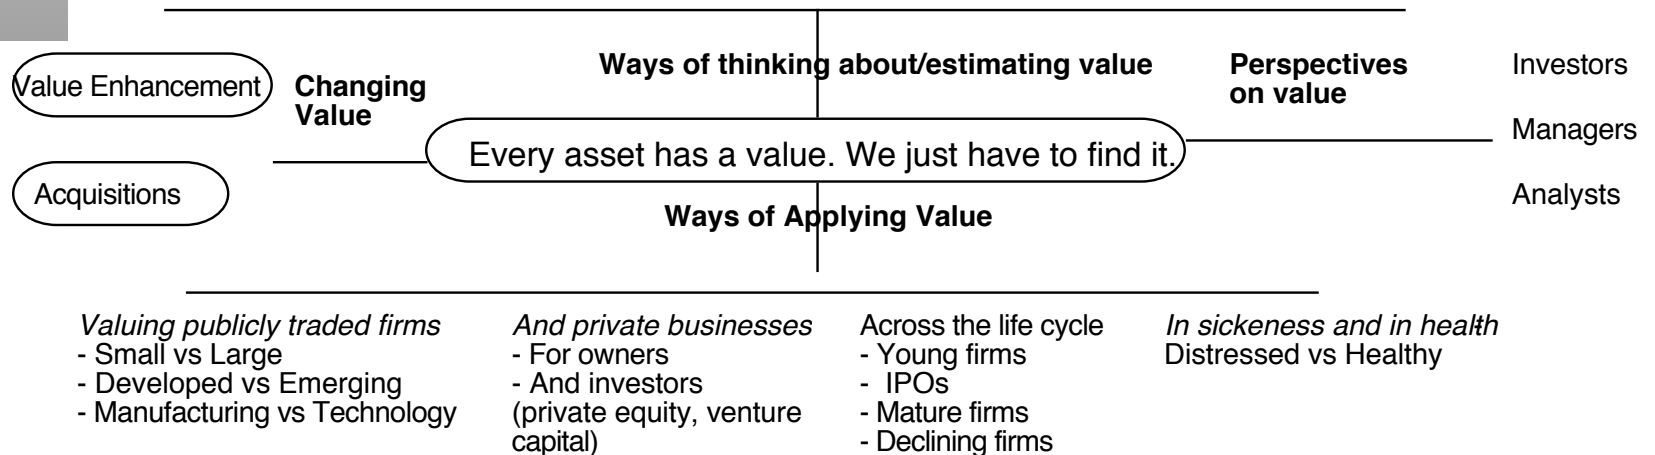 Value Enhancement
Acquisitions
Changing
Value
Ways of thinking about/estimating value
Every asset has a value. We just have to find it.
Ways of Applying Value
Perspectives
on value
Investors
Managers
Analysts
Valuing publicly traded firms
- Small vs Large
- Developed vs Emerging
- Manufacturing vs Technology
And private businesses
- For owners
- And investors
(private equity, venture
capital)
Across the life cycle
- Young firms
- IPOs
- Mature firms
- Declining firms
In sickeness and in health
Distressed vs Healthy